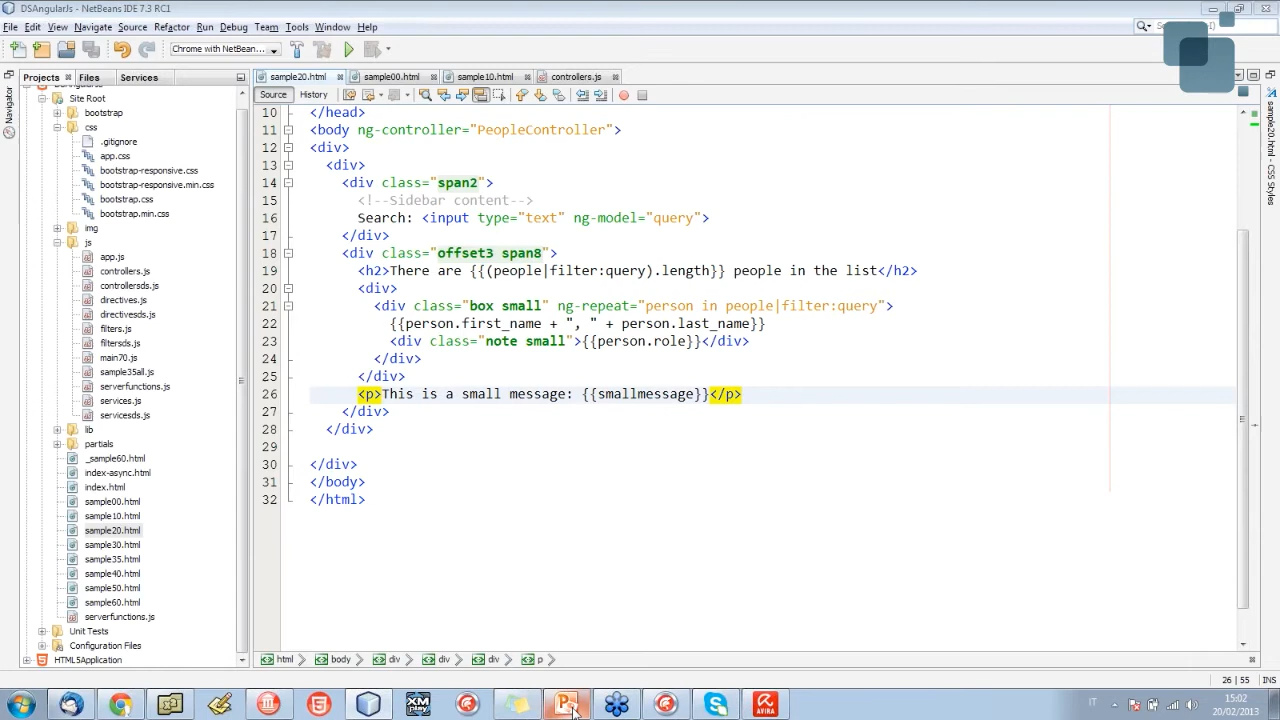 DSAngularJs - NetBeans IDE 7.3 RC1
File Edit View Navigate Source Refactor Run Debug Team Tools Window Help
Chrome with NetBean...
Projects Files Services
sample20.html sample00.html sample10.html controllers.js
Source History
Navigator
sample20.html - CSS Styles
Site Root
bootstrap
css
.gitignore
app.css
bootstrap-responsive.css
bootstrap-responsive.min.css
bootstrap.css
bootstrap.min.css
img
js
app.js
controllers.js
controllersds.js
directives.js
directivesds.js
filters.js
filtersds.js
main70.js
sample35all.js
serverfunctions.js
services.js
servicesds.js
lib
partials
_sample60.html
index-async.html
index.html
sample00.html
sample10.html
sample20.html
sample30.html
sample35.html
sample40.html
sample50.html
sample60.html
serverfunctions.js
Unit Tests
Configuration Files
HTML5Application
10 </head>
11 <body ng-controller="PeopleController">
12 <div>
13 <div>
14 <div class="span2">
15 <!--Sidebar content-->
16 Search: <input type="text" ng-model="query">
17 </div>
18 <div class="offset3 span8">
19 <h2>There are {{(people|filter:query).length}} people in the list</h2>
20 <div>
21 <div class="box small" ng-repeat="person in people|filter:query">
22 {{person.first_name + ", " + person.last_name}}
23 <div class="note small">{{person.role}}</div>
24 </div>
25 </div>
26 <p>This is a small message: {{smallmessage}}</p>
27 </div>
28 </div>
29
30 </div>
31 </body>
32 </html>
html body div div div p
26 | 55 INS
XM
play
AVIRA
IT
15:02
20/02/2013